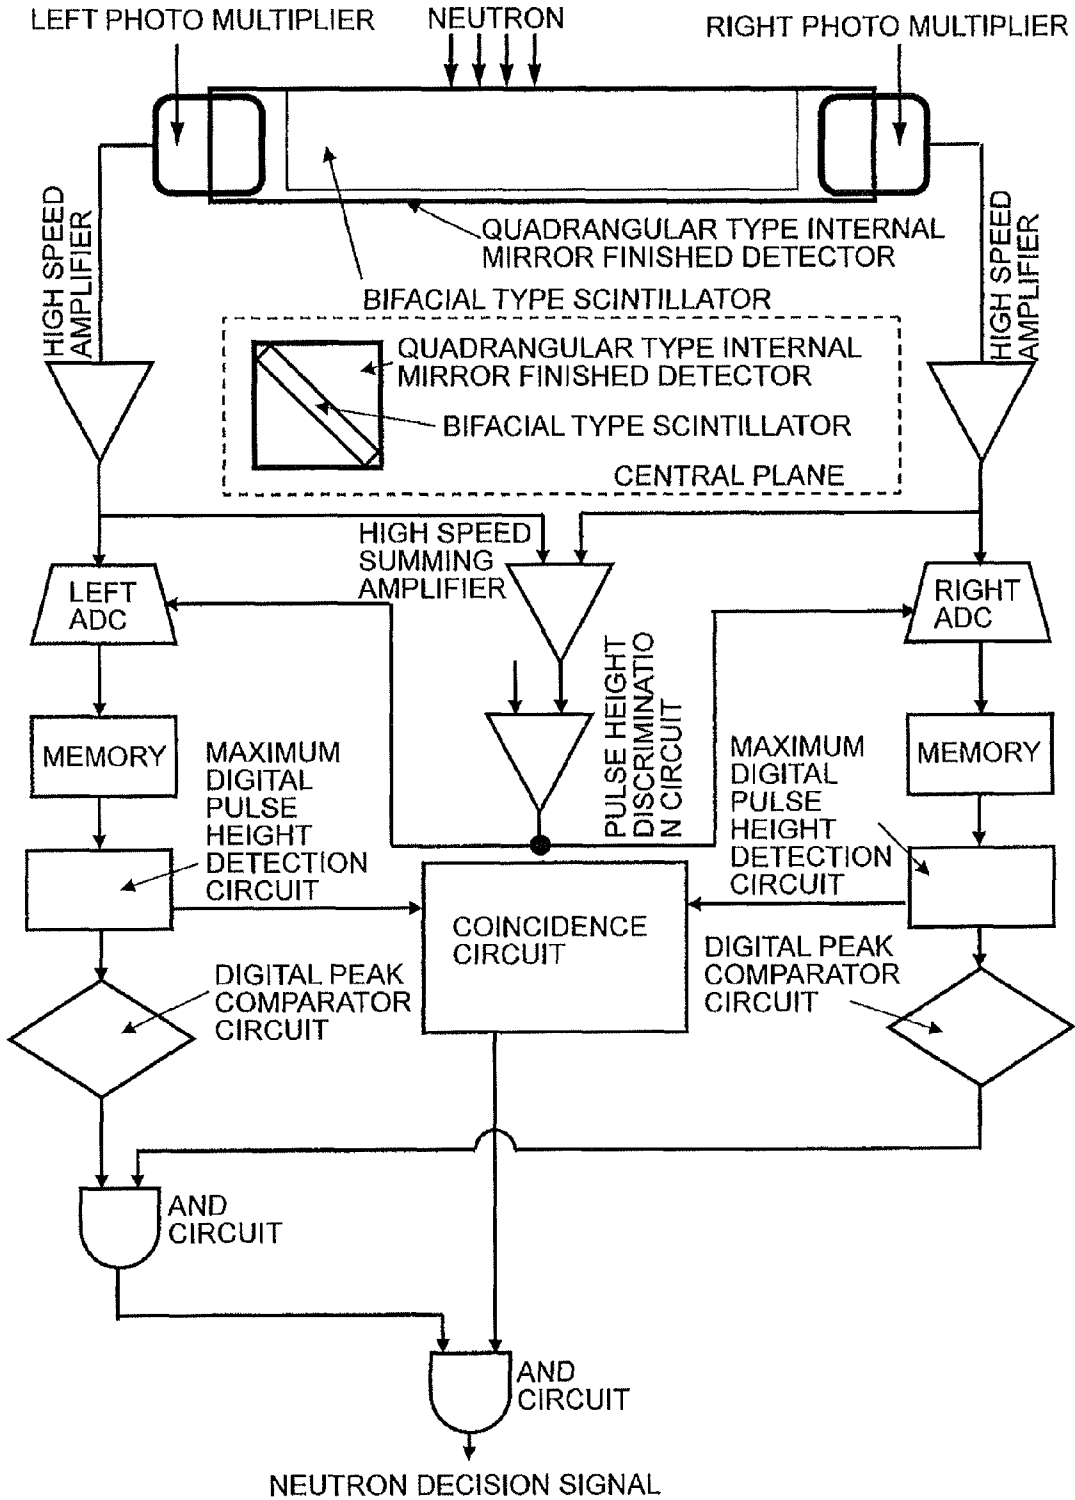 LEFT PHOTO MULTIPLIER
NEUTRON
RIGHT PHOTO MULTIPLIER
HIGH SPEED
AMPLIFIER
QUADRANGULAR TYPE INTERNAL
MIRROR FINISHED DETECTOR
BIFACIAL TYPE SCINTILLATOR
HIGH SPEED
AMPLIFIER
QUADRANGULAR TYPE INTERNAL
MIRROR FINISHED DETECTOR
BIFACIAL TYPE SCINTILLATOR
CENTRAL PLANE
HIGH SPEED
SUMMING
AMPLIFIER
LEFT
ADC
RIGHT
ADC
PULSE HEIGHT
DISCRIMINATIO
N CIRCUIT
MEMORY
MAXIMUM
DIGITAL
PULSE
HEIGHT
DETECTION
CIRCUIT
MAXIMUM
DIGITAL
PULSE
HEIGHT
DETECTION
CIRCUIT
MEMORY
COINCIDENCE
CIRCUIT
DIGITAL PEAK
COMPARATOR
CIRCUIT
DIGITAL PEAK
COMPARATOR
CIRCUIT
AND
CIRCUIT
AND
CIRCUIT
NEUTRON DECISION SIGNAL